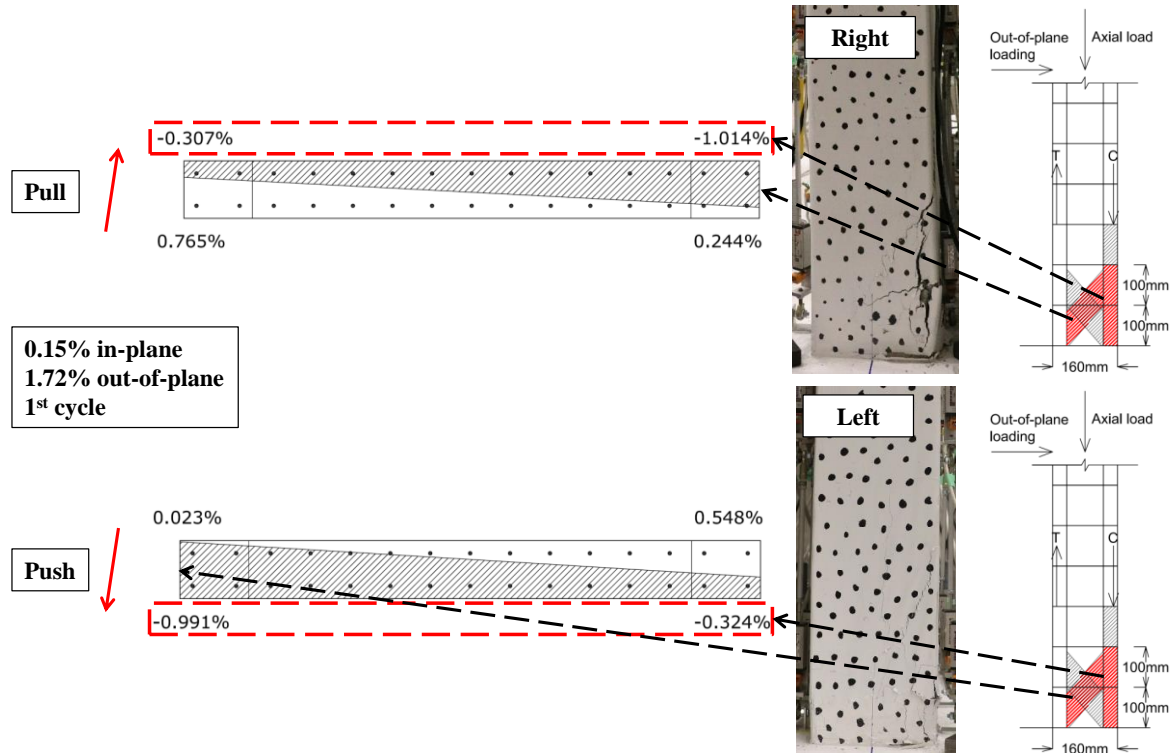 Right
Out-of-plane
loading
Axial load
-0.307%
-1.014%
T
C
Pull
0.765%
0.244%
100mm
100mm
160mm
0.15% in-plane
1.72% out-of-plane
1st cycle
Left
Out-of-plane
loading
Axial load
0.023%
0.548%
T
C
Push
-0.991%
-0.324%
100mm
100mm
160mm